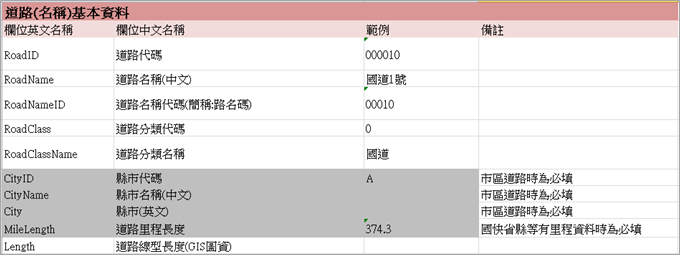 道路(名稱)基本資料
欄位英文名稱 欄位中文名稱 範例 備註
RoadID 道路代碼 000010
RoadName 道路名稱(中文) 國道1號
RoadNameID 道路名稱代碼(簡稱:路名碼) 00010
RoadClass 道路分類代碼 0
RoadClassName 道路分類名稱 國道
CityID 縣市代碼 A 市區道路時為必填
CityName 縣市名稱(中文) 市區道路時為必填
City 縣市(英文) 市區道路時為必填
MileLength 道路里程長度 374.3 國快省縣等有里程資料時為必填
Length 道路線型長度(GIS圖資)